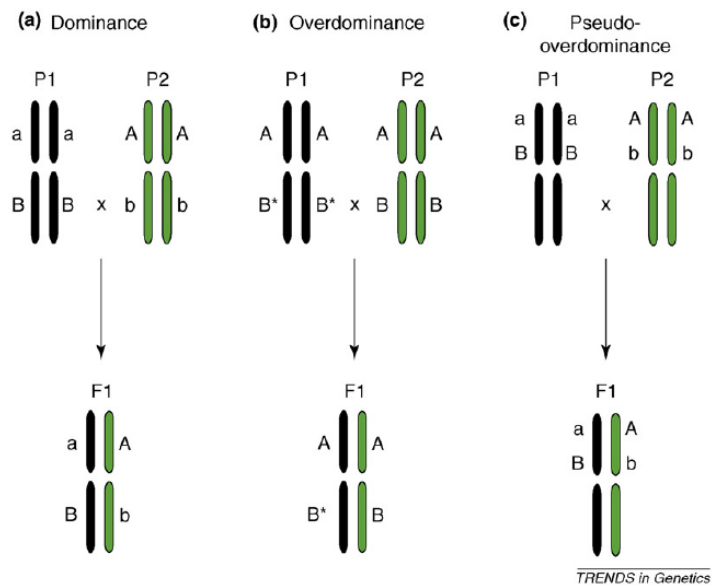 (a) Dominance
P1 P2
a a A A
B B x b b
F1
a A
B b
(b) Overdominance
P1 P2
A A A A
B* B* x B B
F1
A A
B* B
(c) Pseudo-
overdominance
P1 P2
a a A A
B B b b
x
F1
a A
B b
TRENDS in Genetics